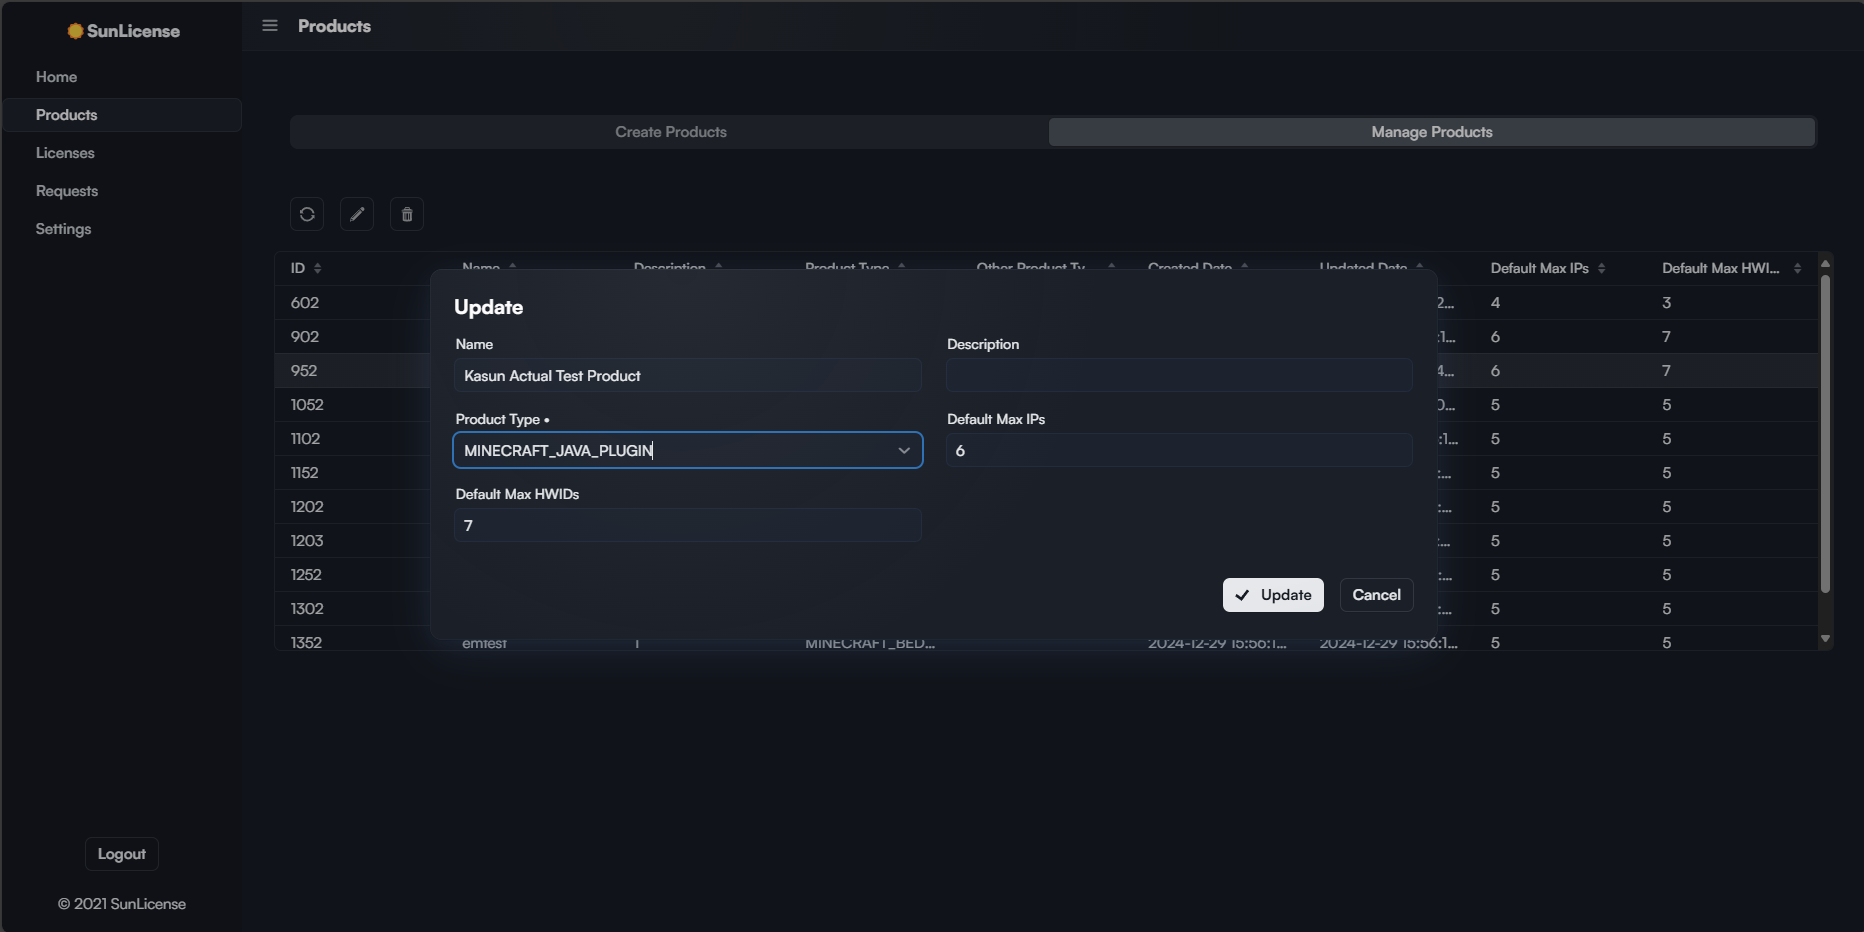 SunLicense
Products
Home
Products
Licenses
Requests
Settings
Create Products
Manage Products
ID Name Description Product Type Other Product Ty... Created Date Updated Date Default Max IPs Default Max HWI...
602 2... 4 3
902 :1... 6 7
952 4... 6 7
1052 0... 5 5
1102 :1... 5 5
1152 :... 5 5
1202 :... 5 5
1203 :... 5 5
1252 :... 5 5
1302 :... 5 5
1352 emtest 1 MINECRAFT_BED... 2024-12-29 15:56:1... 2024-12-29 15:56:1... 5 5
Update
Name
Description
Kasun Actual Test Product
Product Type •
Default Max IPs
MINECRAFT_JAVA_PLUGIN
6
Default Max HWIDs
7
Update
Cancel
Logout
© 2021 SunLicense